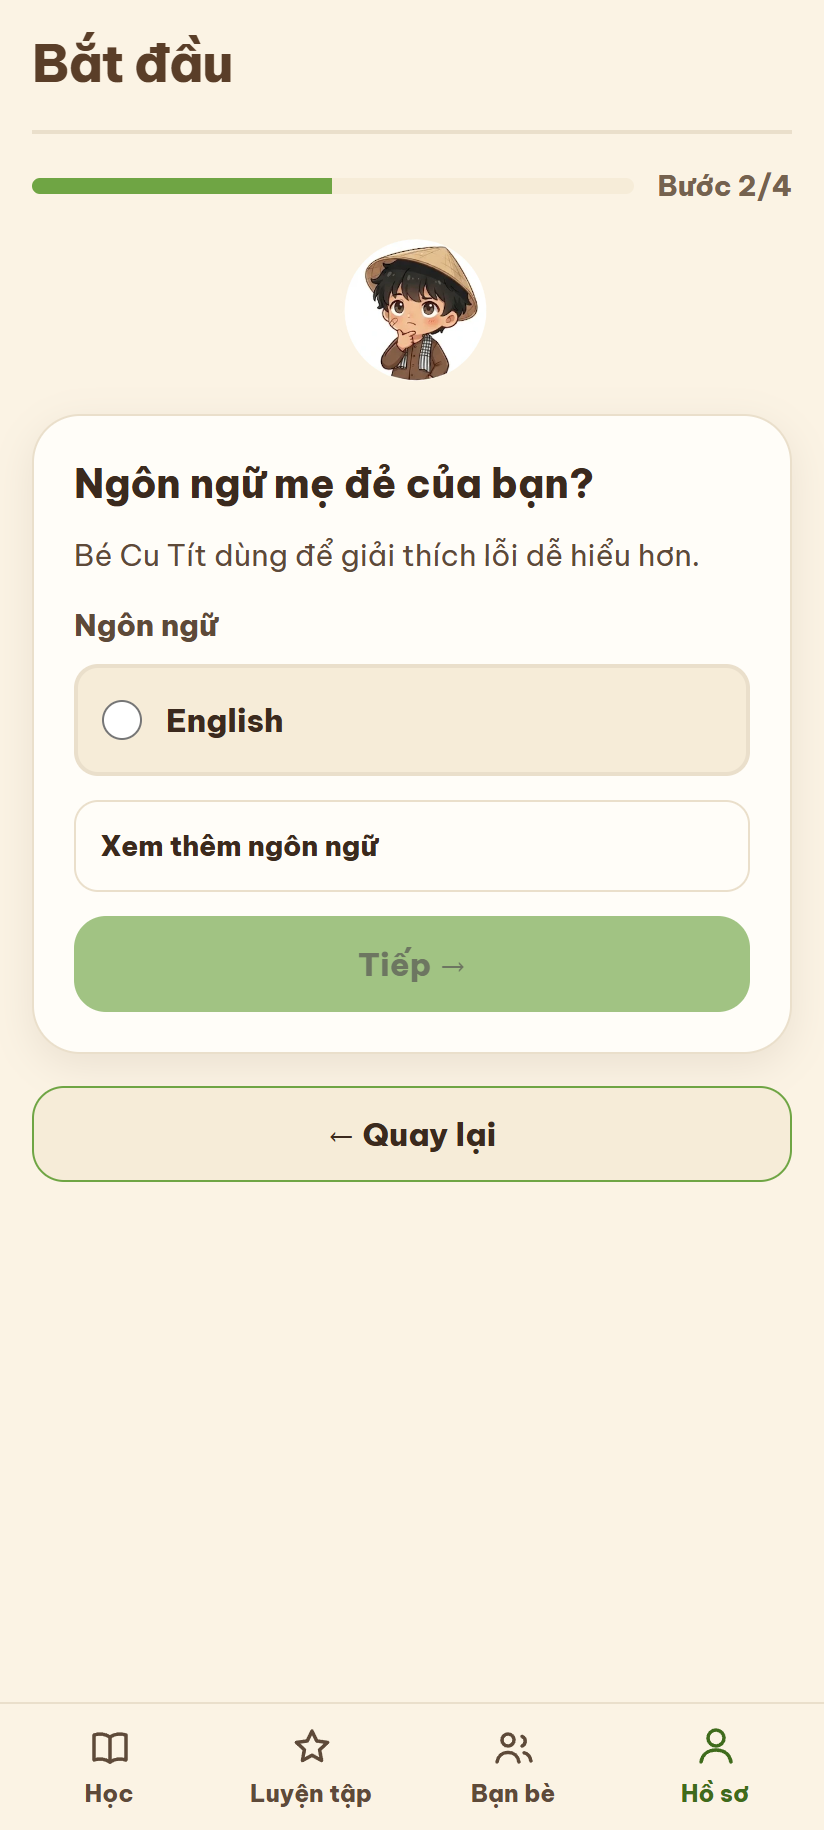 Bắt đầu
Bước 2/4
Ngôn ngữ mẹ đẻ của bạn?
Bé Cu Tít dùng để giải thích lỗi dễ hiểu hơn.
Ngôn ngữ
English
Xem thêm ngôn ngữ
Tiếp →
← Quay lại
Học
Luyện tập
Bạn bè
Hồ sơ